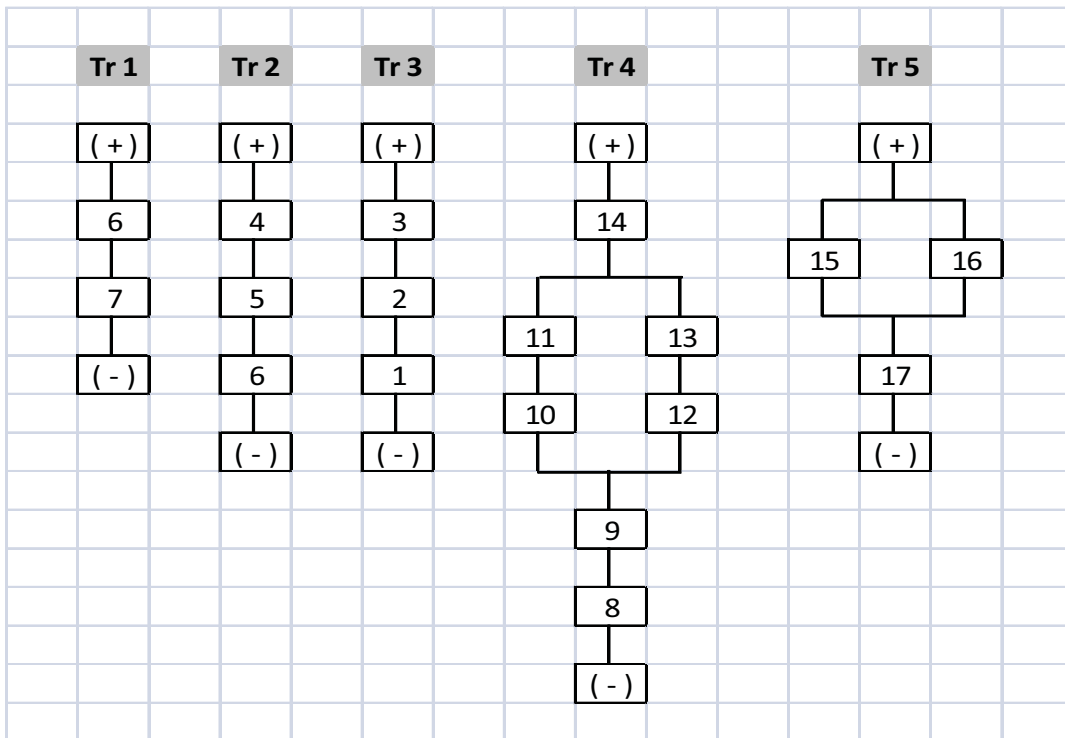 Tr 1 Tr 2 Tr 3 Tr 4 Tr 5
( + ) ( + ) ( + ) ( + ) ( + )
6 4 3 14
15 16
7 5 2
11 13
( - ) 6 1 17
10 12
( - ) ( - ) ( - )
9
8
( - )